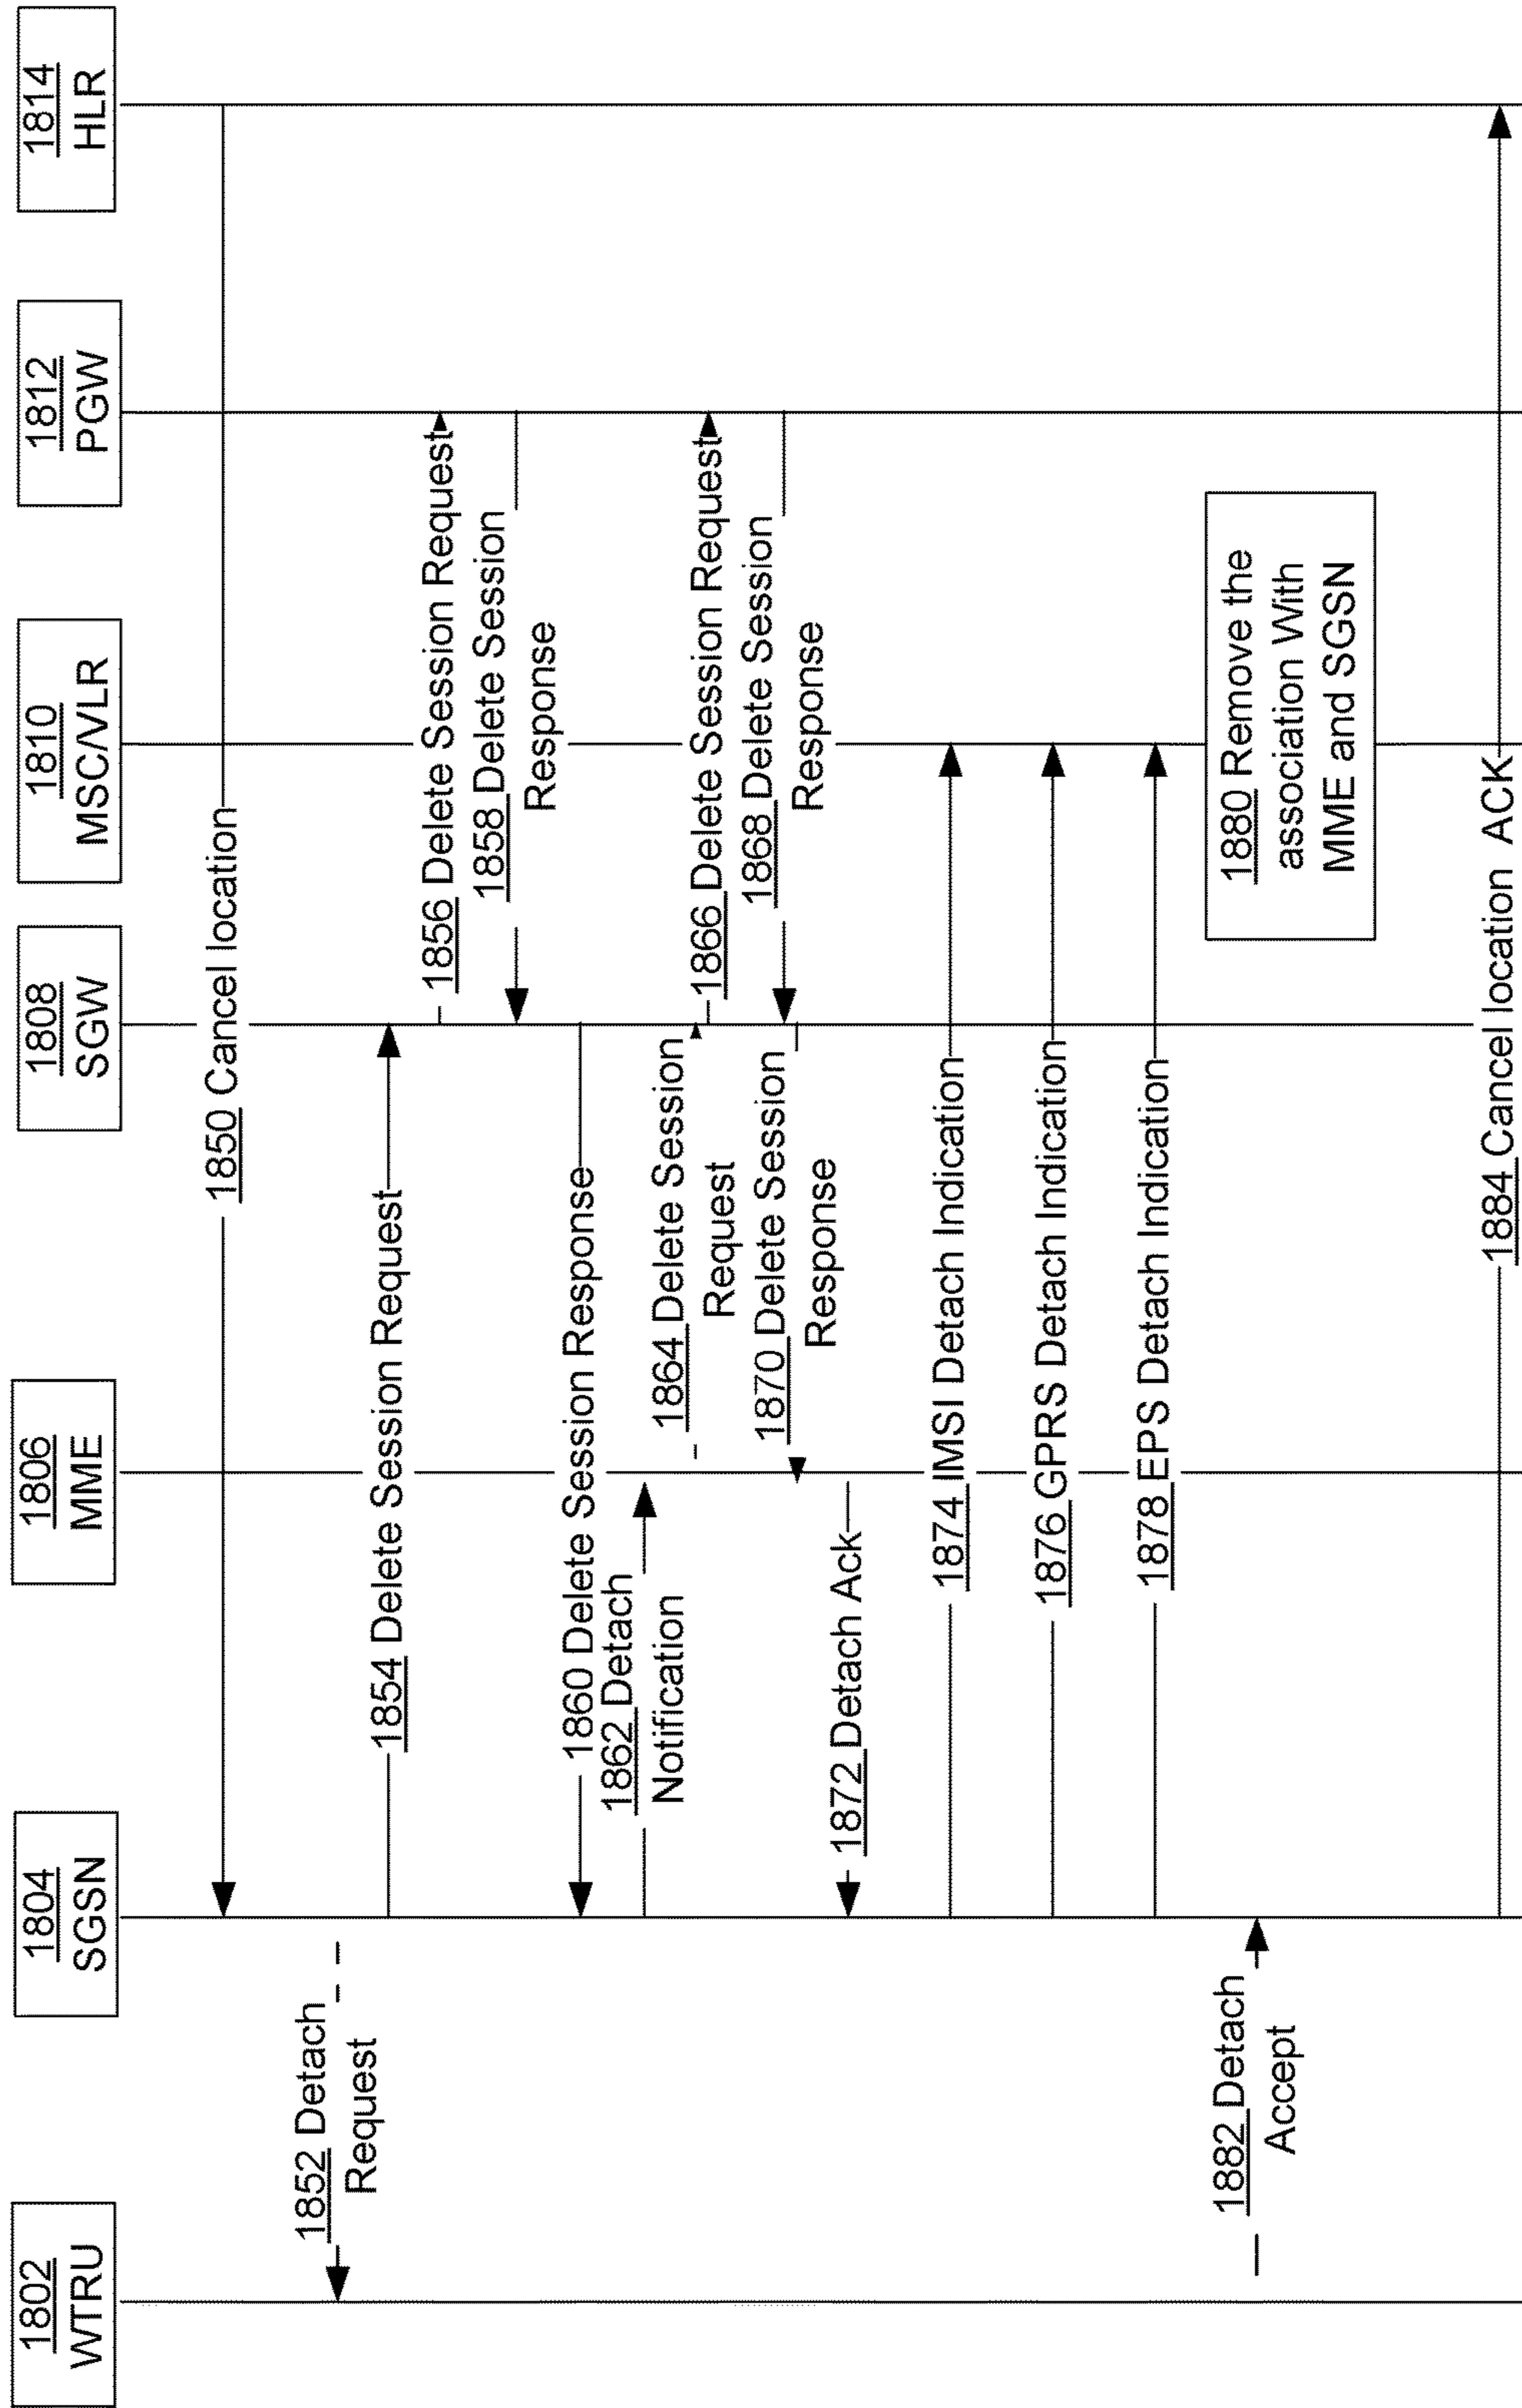 1802
WTRU
1804
SGSN
1806
MME
1808
SGW
1810
MSC/VLR
1812
PGW
1814
HLR
1850 Cancel location
1852 Detach
Request
1854 Delete Session Request
1856 Delete Session Request
1858 Delete Session
Response
1860 Delete Session Response
1862 Detach
Notification
1864 Delete Session
Request
1866 Delete Session Request
1868 Delete Session
Response
1870 Delete Session
Response
1872 Detach Ack
1874 IMSI Detach Indication
1876 GPRS Detach Indication
1878 EPS Detach Indication
1880 Remove the
association With
MME and SGSN
1882 Detach
Accept
1884 Cancel location ACK